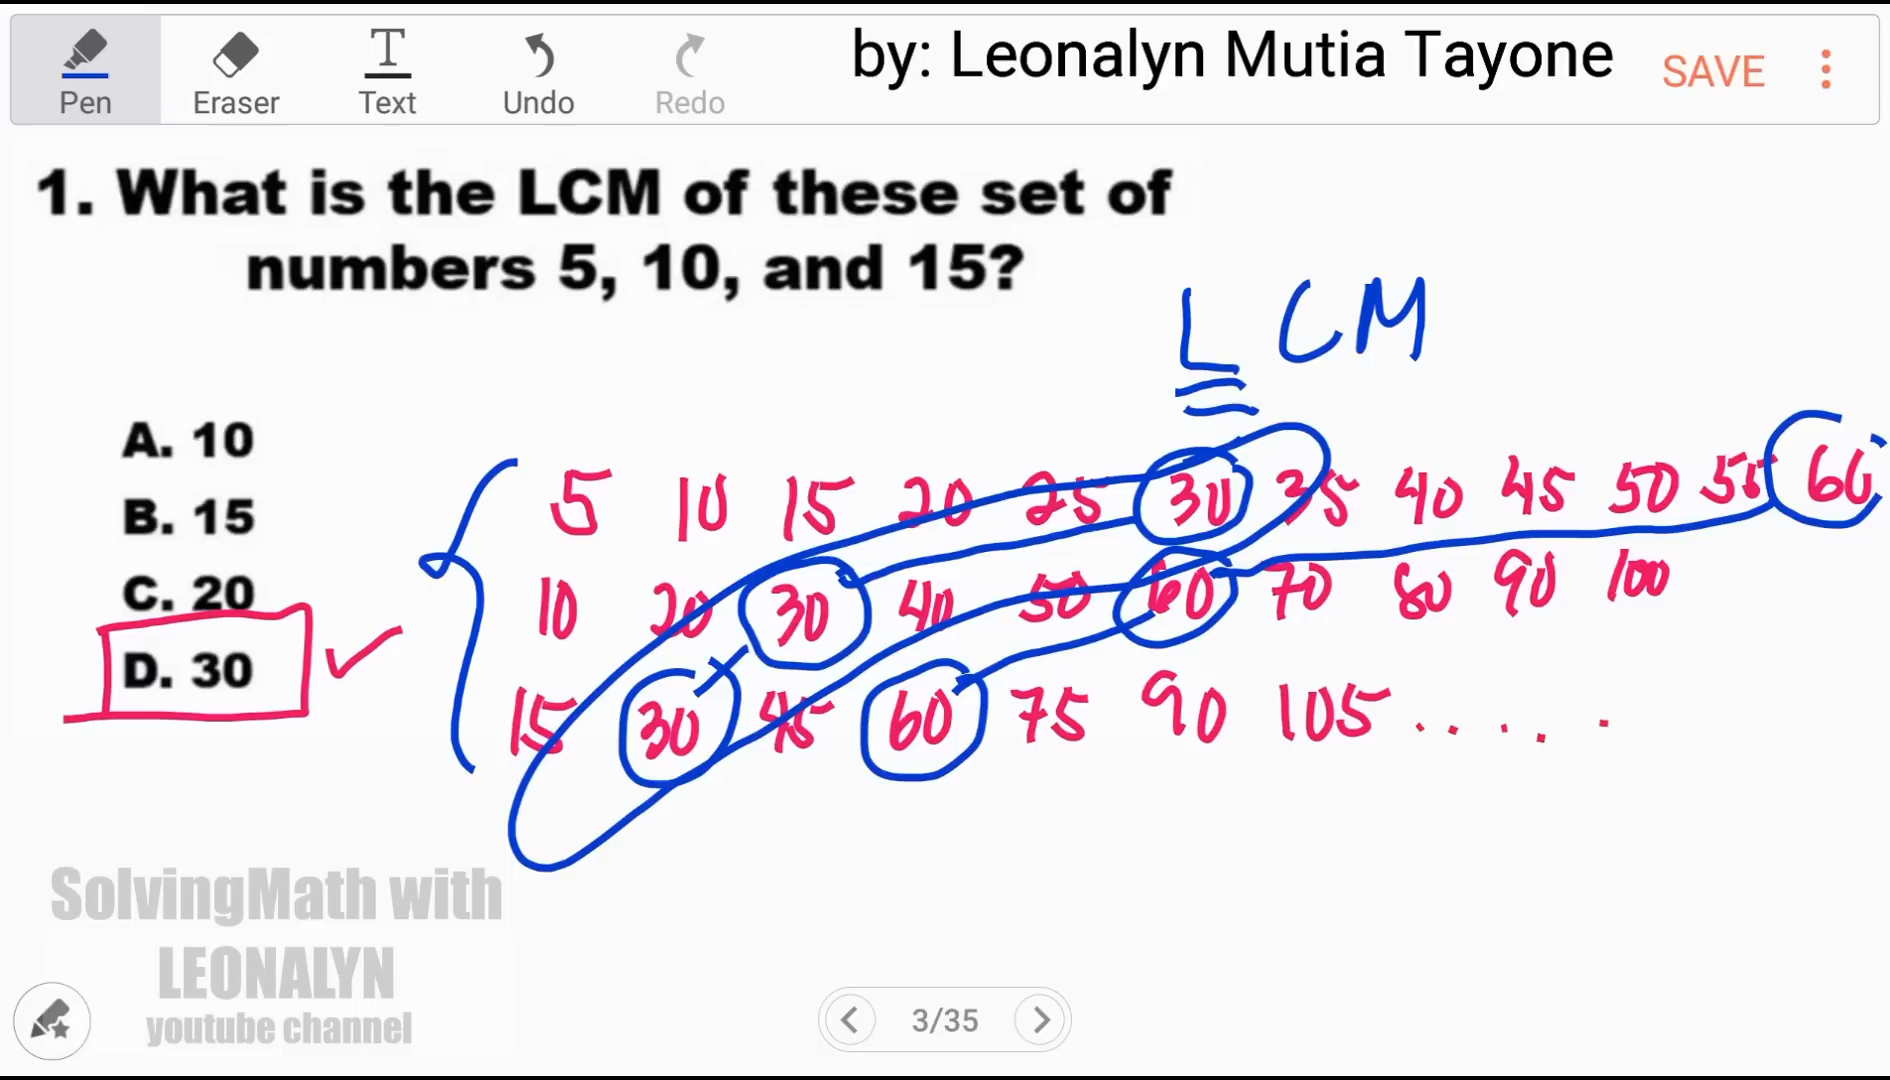 Pen Eraser Text Undo Redo by: Leonalyn Mutia Tayone SAVE
1. What is the LCM of these set of
numbers 5, 10, and 15?
LCM
A. 10
B. 15
C. 20
D. 30
5 10 15 20 25 30 35 40 45 50 55 60
10 20 30 40 50 60 70 80 90 100
15 30 45 60 75 90 105 . . . . .
SolvingMath with
LEONALYN
youtube channel
3/35